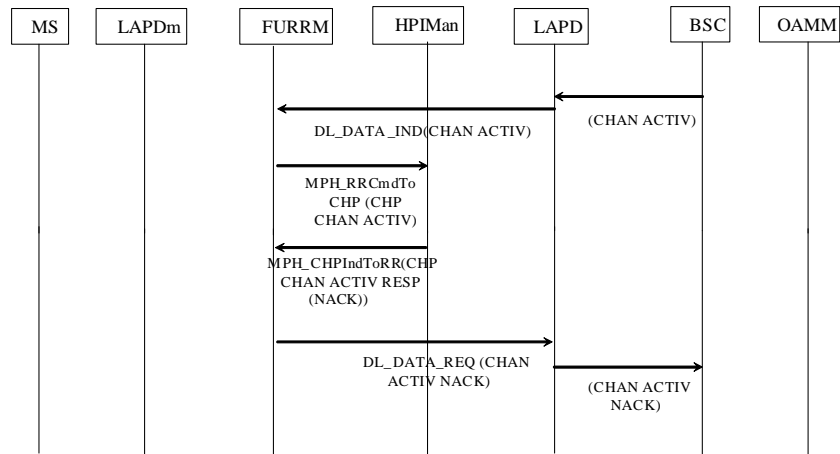 MS
LAPDm
FURRM
HPIMan
LAPD
BSC
OAMM
(CHAN ACTIV)
DL_DATA_IND(CHAN ACTIV)
MPH_RRCmdTo
CHP (CHP
CHAN ACTIV)
MPH_CHPIndToRR(CHP
CHAN ACTIV RESP
(NACK))
DL_DATA_REQ (CHAN
ACTIV NACK)
(CHAN ACTIV
NACK)